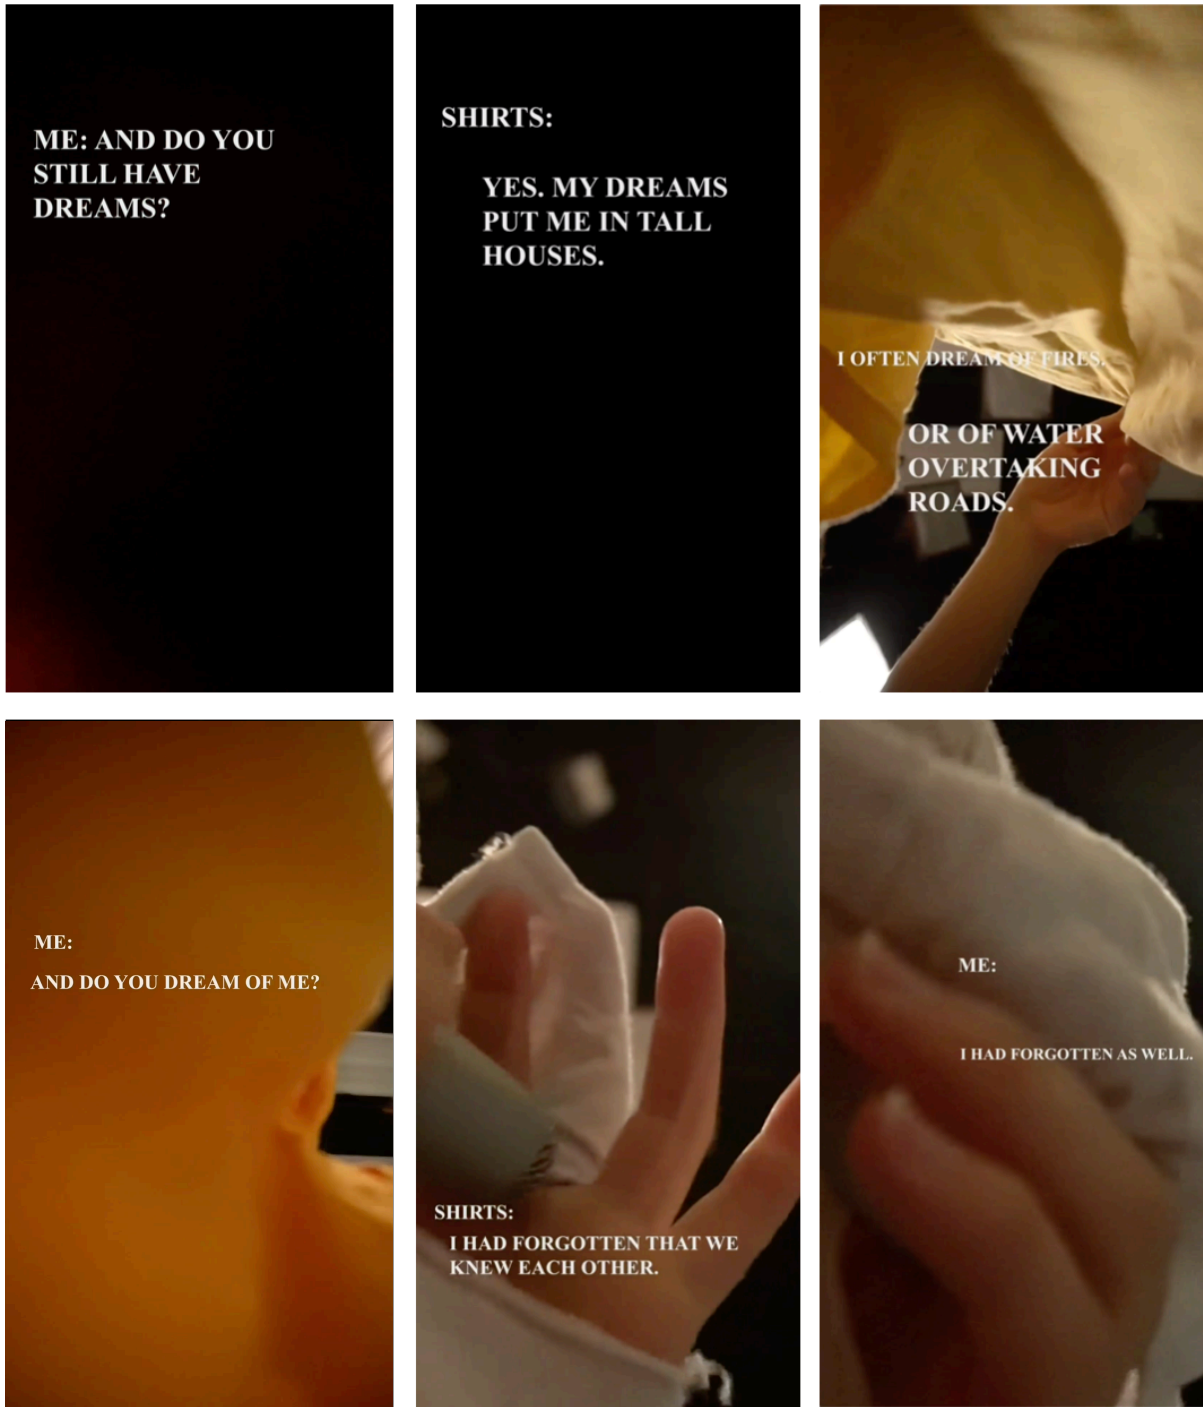 ME: AND DO YOU
STILL HAVE
DREAMS?
SHIRTS:
YES. MY DREAMS
PUT ME IN TALL
HOUSES.
I OFTEN DREAM OF FIRES.
OR OF WATER
OVERTAKING
ROADS.
ME:
AND DO YOU DREAM OF ME?
SHIRTS:
I HAD FORGOTTEN THAT WE
KNEW EACH OTHER.
ME:
I HAD FORGOTTEN AS WELL.